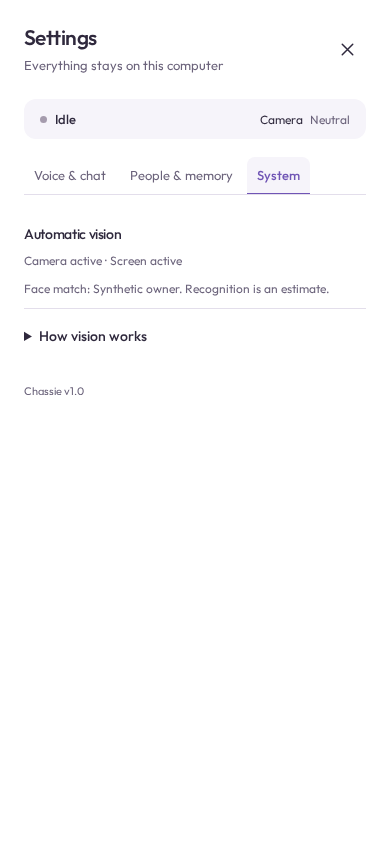 Settings
Everything stays on this computer
Idle Camera Neutral
Voice & chat People & memory System
Automatic vision
Camera active · Screen active
Face match: Synthetic owner. Recognition is an estimate.
How vision works
Chassie v1.0